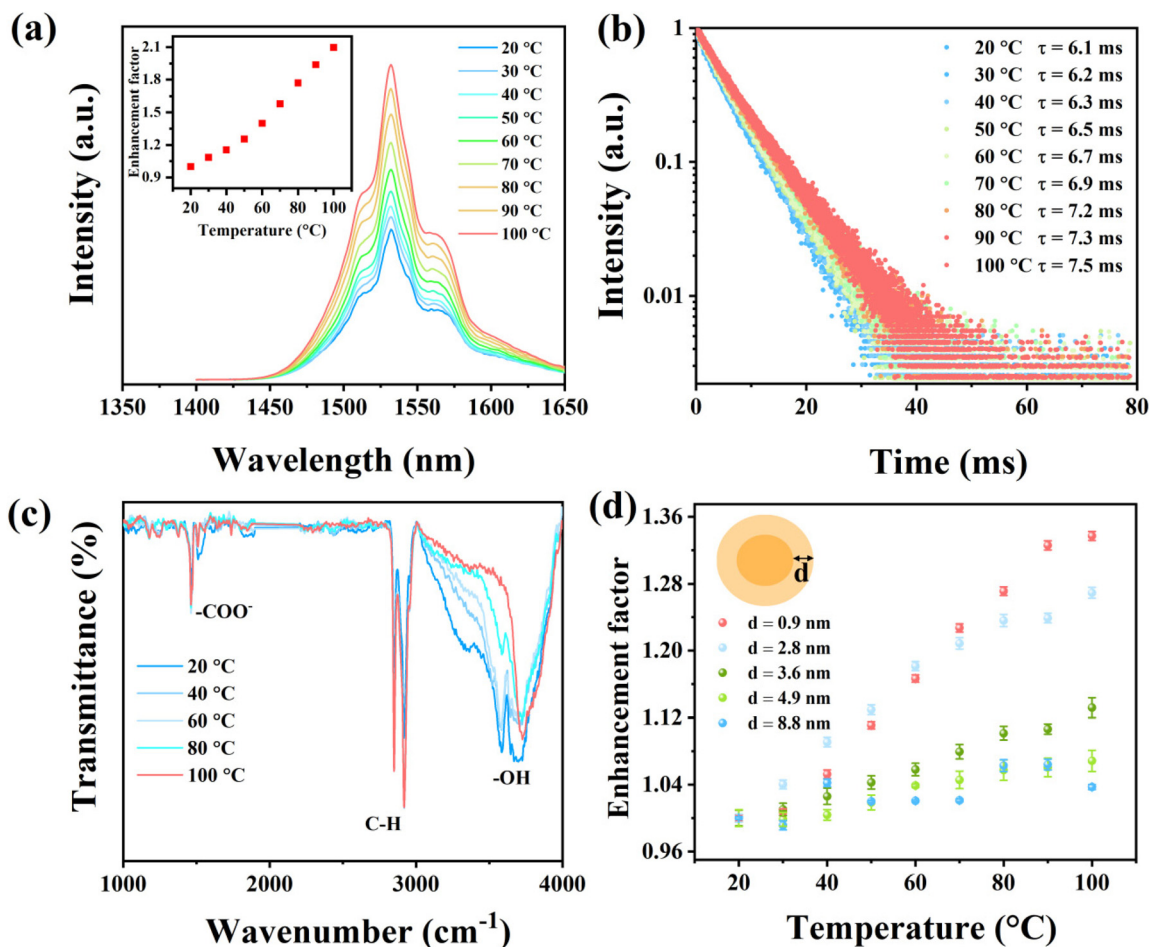 (a)
Intensity (a.u.)
Enhancement factor
2.1
1.8
1.5
1.2
0.9
20 40 60 80 100
Temperature (°C)
20 °C
30 °C
40 °C
50 °C
60 °C
70 °C
80 °C
90 °C
100 °C
1350 1400 1450 1500 1550 1600 1650
Wavelength (nm)
(b)
Intensity (a.u.)
1
0.1
0.01
20 °C τ = 6.1 ms
30 °C τ = 6.2 ms
40 °C τ = 6.3 ms
50 °C τ = 6.5 ms
60 °C τ = 6.7 ms
70 °C τ = 6.9 ms
80 °C τ = 7.2 ms
90 °C τ = 7.3 ms
100 °C τ = 7.5 ms
0 20 40 60 80
Time (ms)
(c)
Transmittance (%)
-COO⁻
20 °C
40 °C
60 °C
80 °C
100 °C
C-H
-OH
1000 2000 3000 4000
Wavenumber (cm⁻¹)
(d)
Enhancement factor
1.36
1.28
1.20
1.12
1.04
0.96
d
d = 0.9 nm
d = 2.8 nm
d = 3.6 nm
d = 4.9 nm
d = 8.8 nm
20 40 60 80 100
Temperature (°C)